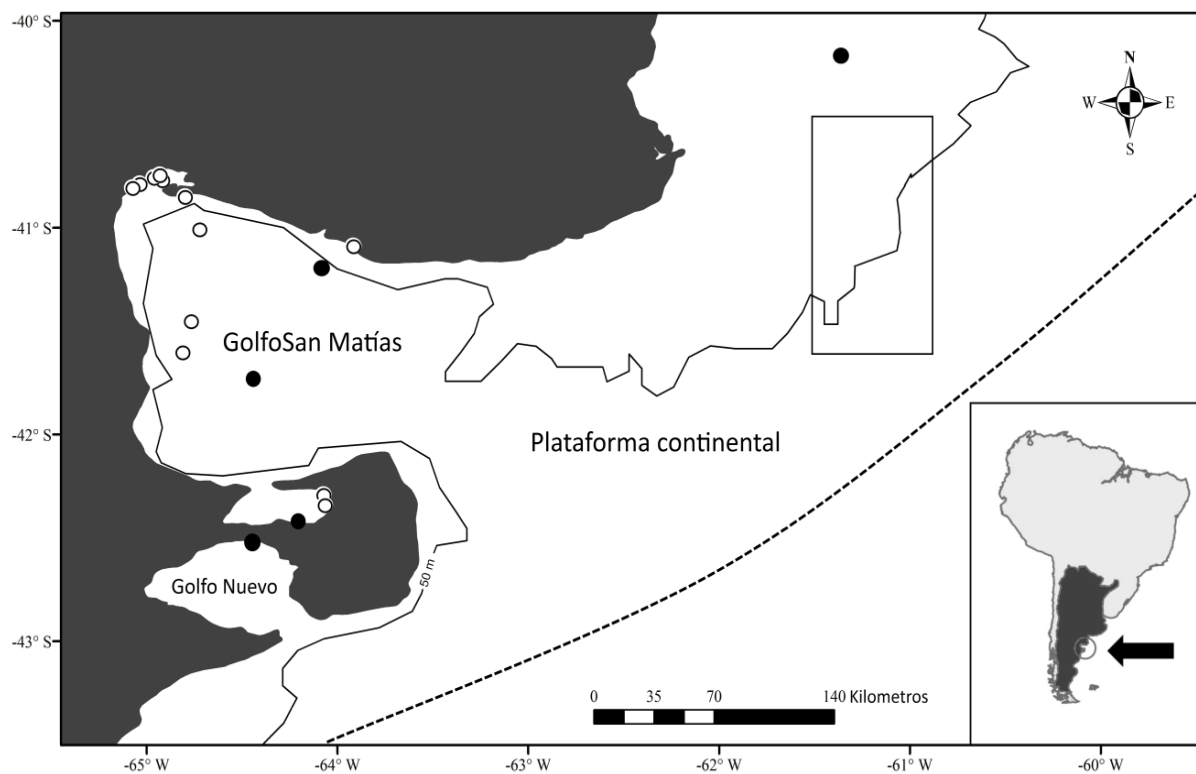 -40° S
N
W
E
S
-41° S
GolfoSan Matías
-42° S
Plataforma continental
Golfo Nuevo
50 m
-43° S
0 35 70 140 Kilometros
-65° W -64° W -63° W -62° W -61° W -60° W